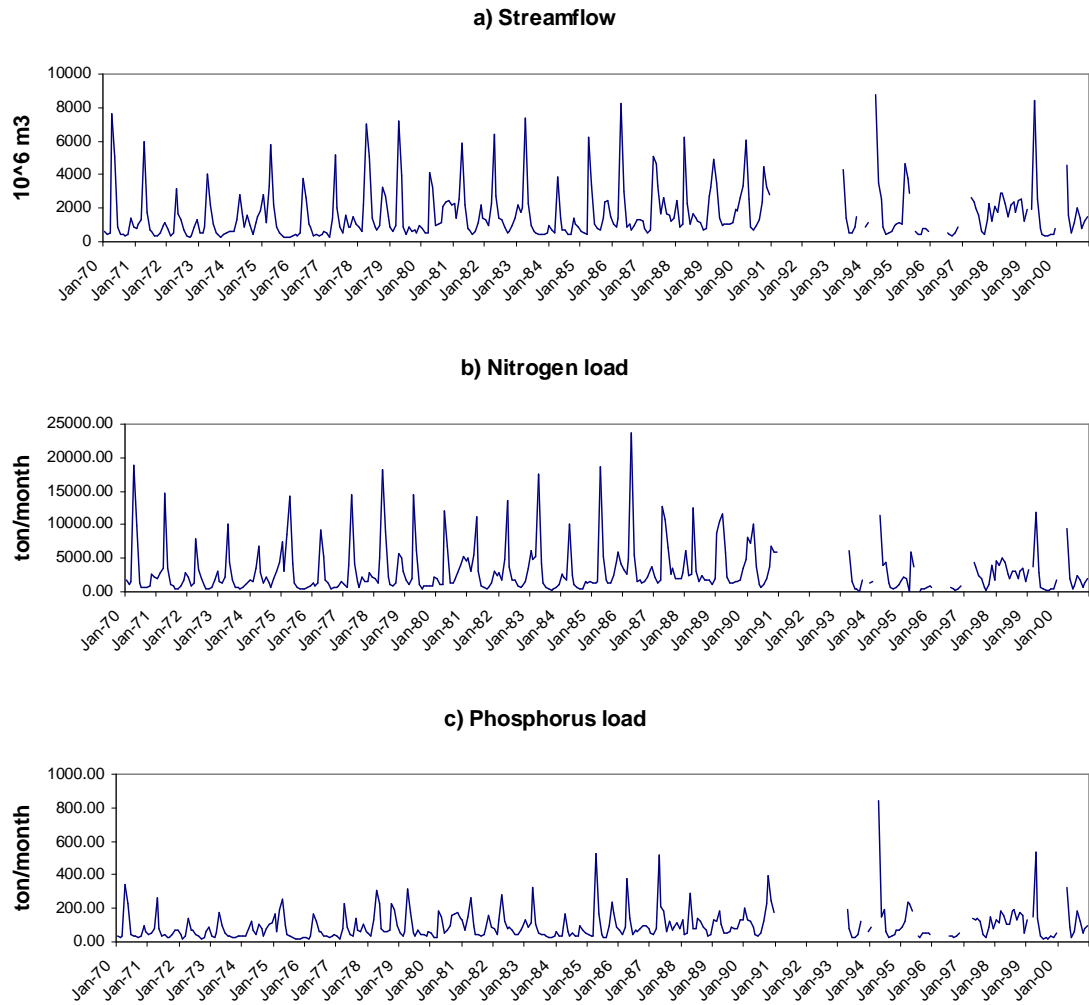 a) Streamflow
10000
8000
6000
4000
2000
0
10^6 m3
Jan-70 Jan-71 Jan-72 Jan-73 Jan-74 Jan-75 Jan-76 Jan-77 Jan-78 Jan-79 Jan-80 Jan-81 Jan-82 Jan-83 Jan-84 Jan-85 Jan-86 Jan-87 Jan-88 Jan-89 Jan-90 Jan-91 Jan-92 Jan-93 Jan-94 Jan-95 Jan-96 Jan-97 Jan-98 Jan-99 Jan-00
b) Nitrogen load
25000.00
20000.00
15000.00
10000.00
5000.00
0.00
ton/month
Jan-70 Jan-71 Jan-72 Jan-73 Jan-74 Jan-75 Jan-76 Jan-77 Jan-78 Jan-79 Jan-80 Jan-81 Jan-82 Jan-83 Jan-84 Jan-85 Jan-86 Jan-87 Jan-88 Jan-89 Jan-90 Jan-91 Jan-92 Jan-93 Jan-94 Jan-95 Jan-96 Jan-97 Jan-98 Jan-99 Jan-00
c) Phosphorus load
1000.00
800.00
600.00
400.00
200.00
0.00
ton/month
Jan-70 Jan-71 Jan-72 Jan-73 Jan-74 Jan-75 Jan-76 Jan-77 Jan-78 Jan-79 Jan-80 Jan-81 Jan-82 Jan-83 Jan-84 Jan-85 Jan-86 Jan-87 Jan-88 Jan-89 Jan-90 Jan-91 Jan-92 Jan-93 Jan-94 Jan-95 Jan-96 Jan-97 Jan-98 Jan-99 Jan-00